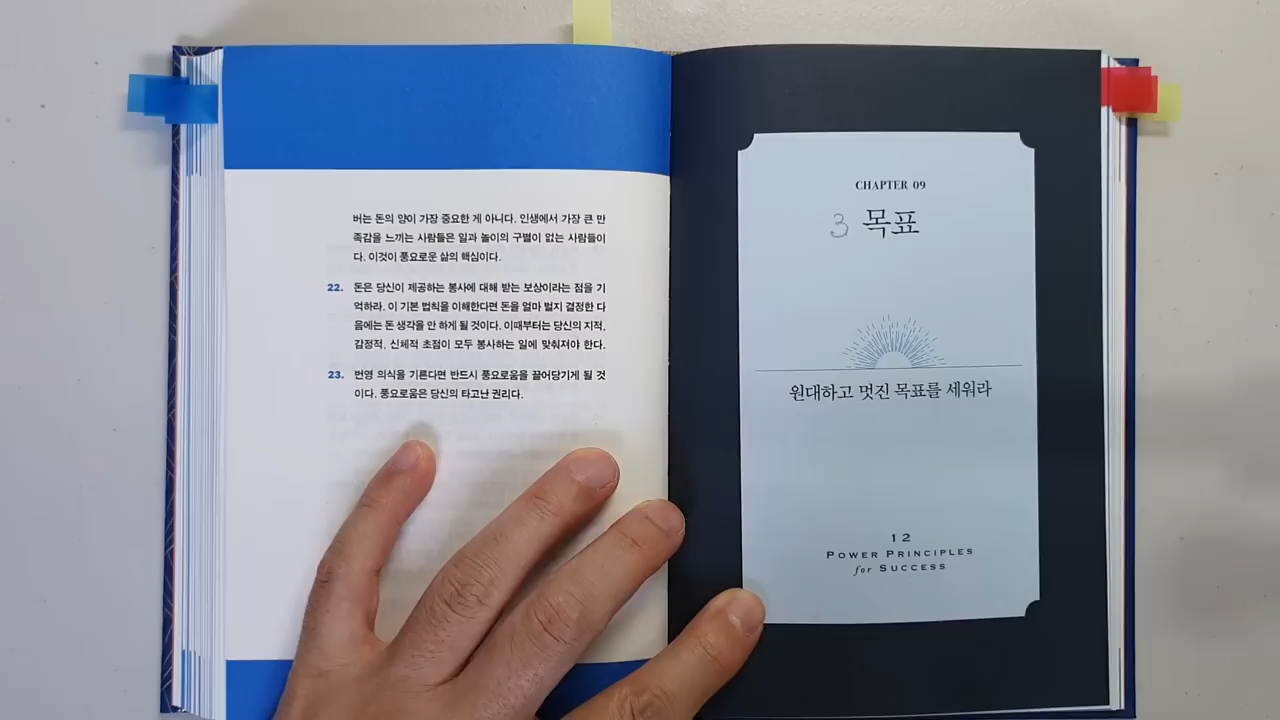 버는 돈의 양이 가장 중요한 게 아니다. 인생에서 가장 큰 만
족감을 느끼는 사람들은 일과 놀이의 구별이 없는 사람들이
다. 이것이 풍요로운 삶의 핵심이다.
22. 돈은 당신이 제공하는 봉사에 대해 받는 보상이라는 점을 기
억하라. 이 기본 법칙을 이해한다면 돈을 얼마 벌지 결정한 다
음에는 돈 생각을 안 하게 될 것이다. 이때부터는 당신의 지적,
감정적, 신체적 초점이 모두 봉사하는 일에 맞춰져야 한다.
23. 번영 의식을 기른다면 반드시 풍요로움을 끌어당기게 될 것
이다. 풍요로움은 당신의 타고난 권리다.
CHAPTER 09
3 목표
원대하고 멋진 목표를 세워라
12
POWER PRINCIPLES
for SUCCESS